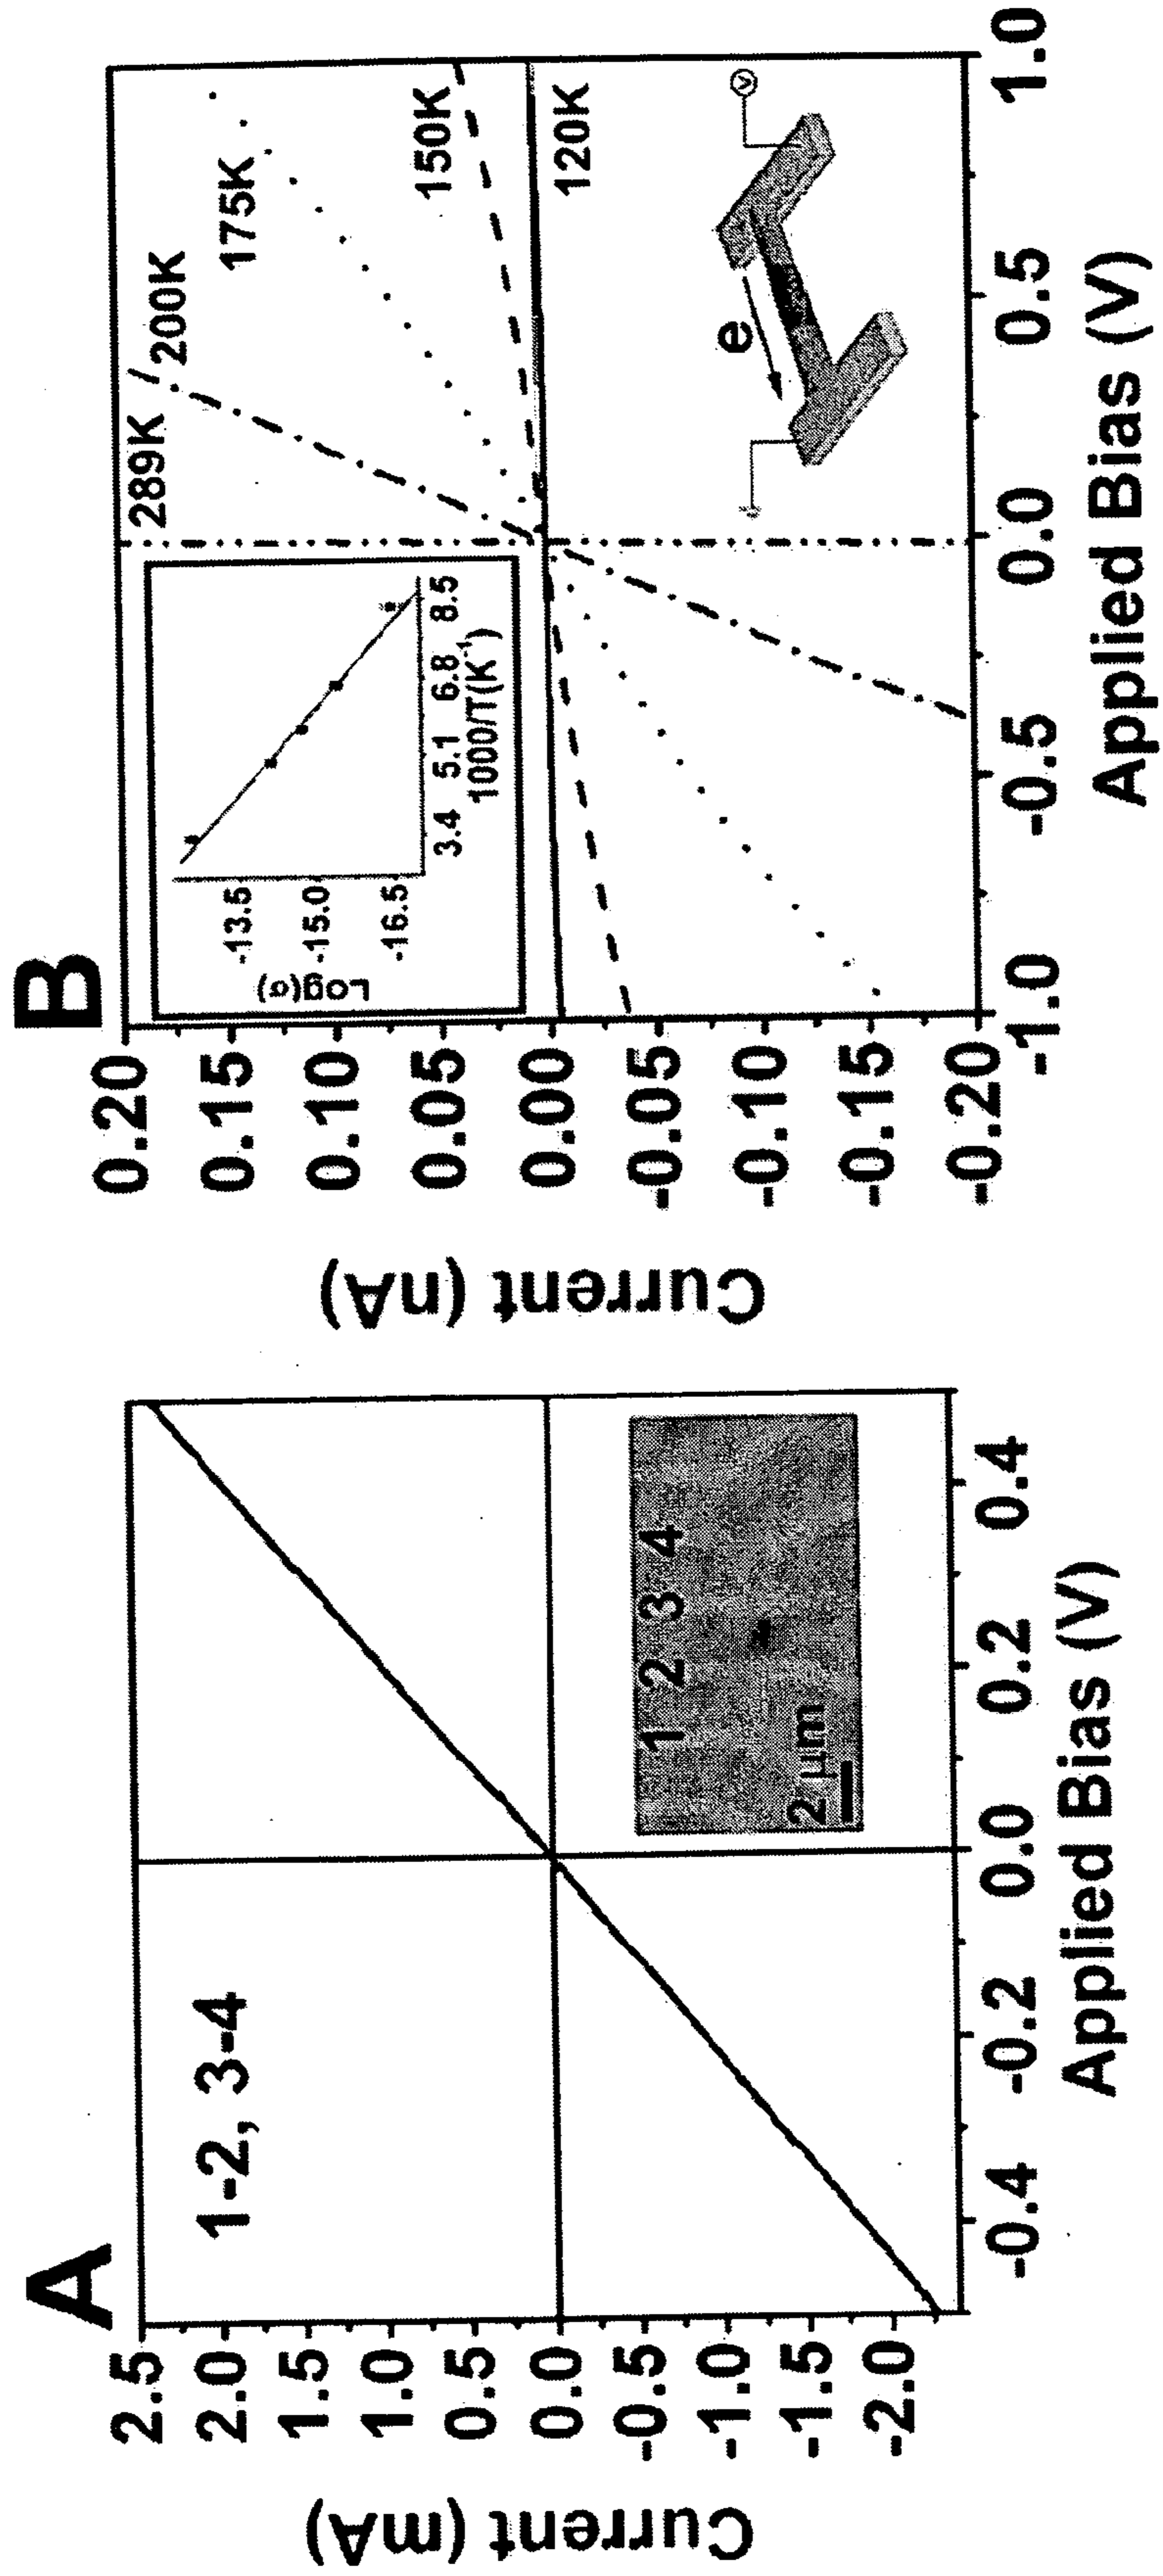 A
Current (mA)
2.5
2.0
1.5
1.0
0.5
0.0
-0.5
-1.0
-1.5
-2.0
1-2, 3-4
1 2 3 4
2 μm
-0.4 -0.2 0.0 0.2 0.4
Applied Bias (V)
B
Current (nA)
0.20
0.15
0.10
0.05
0.00
-0.05
-0.10
-0.15
-0.20
Log(σ)
-13.5
-15.0
-16.5
3.4 5.1 6.8 8.5
1000/T(K⁻¹)
289K
200K
175K
150K
120K
e
V
-1.0 -0.5 0.0 0.5 1.0
Applied Bias (V)